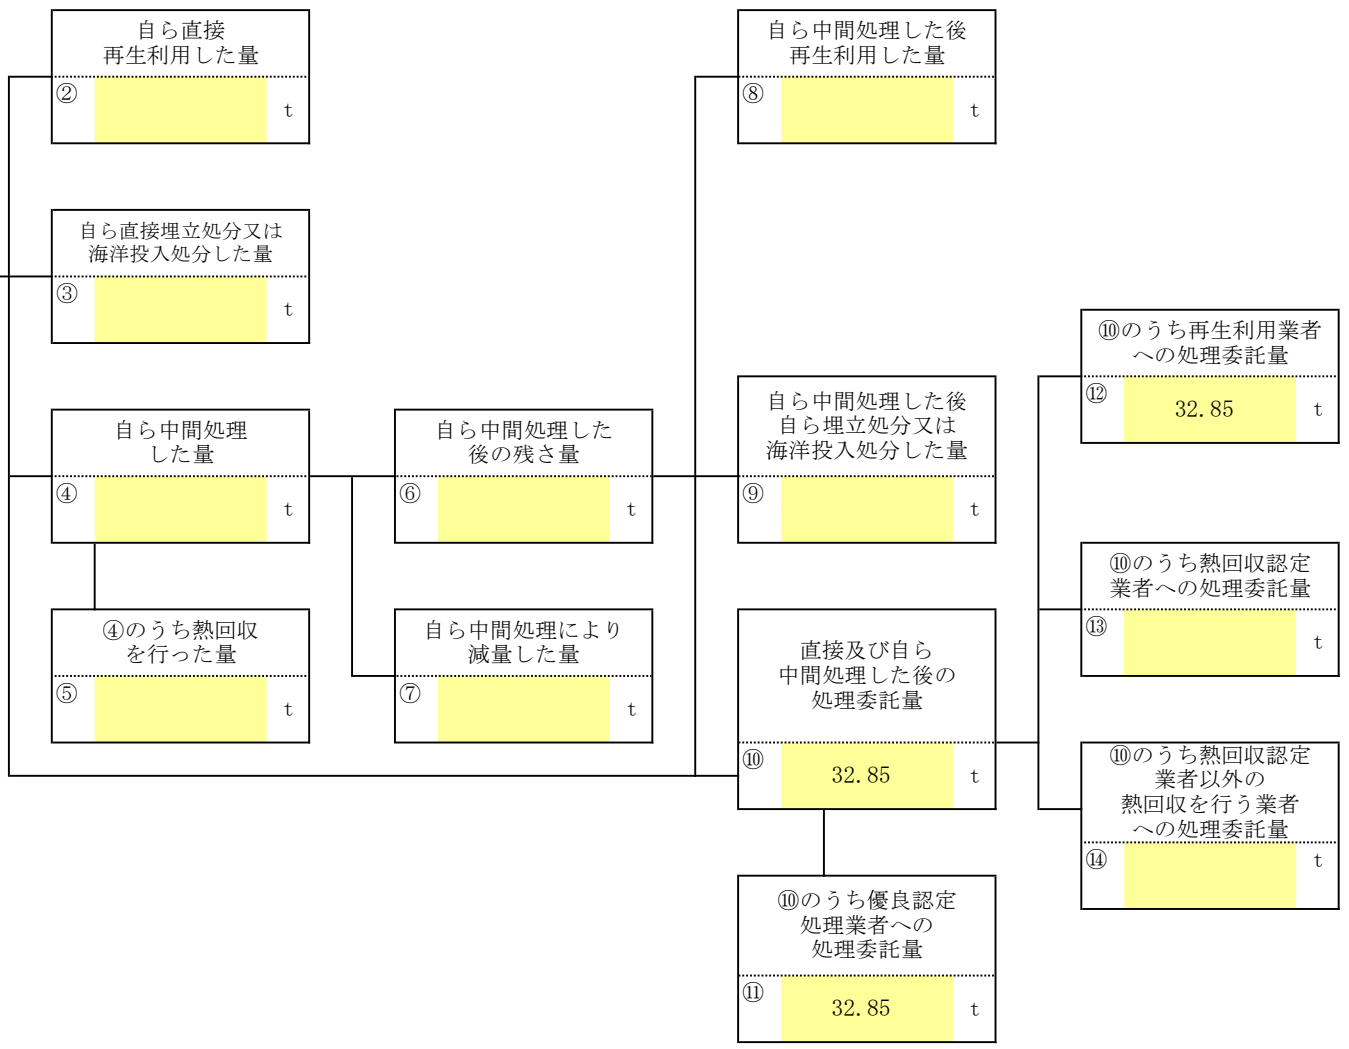 自ら直接
再生利用した量
②
t
自ら中間処理した後
再生利用した量
⑧
t
自ら直接埋立処分又は
海洋投入処分した量
③
t
⑩のうち再生利用業者
への処理委託量
⑫
32.85
t
自ら中間処理
した量
④
t
自ら中間処理した
後の残さ量
⑥
t
自ら中間処理した後
自ら埋立処分又は
海洋投入処分した量
⑨
t
⑩のうち熱回収認定
業者への処理委託量
⑬
t
④のうち熱回収
を行った量
⑤
t
自ら中間処理により
減量した量
⑦
t
直接及び自ら
中間処理した後の
処理委託量
⑩
32.85
t
⑩のうち熱回収認定
業者以外の
熱回収を行う業者
への処理委託量
⑭
t
⑩のうち優良認定
処理業者への
処理委託量
⑪
32.85
t